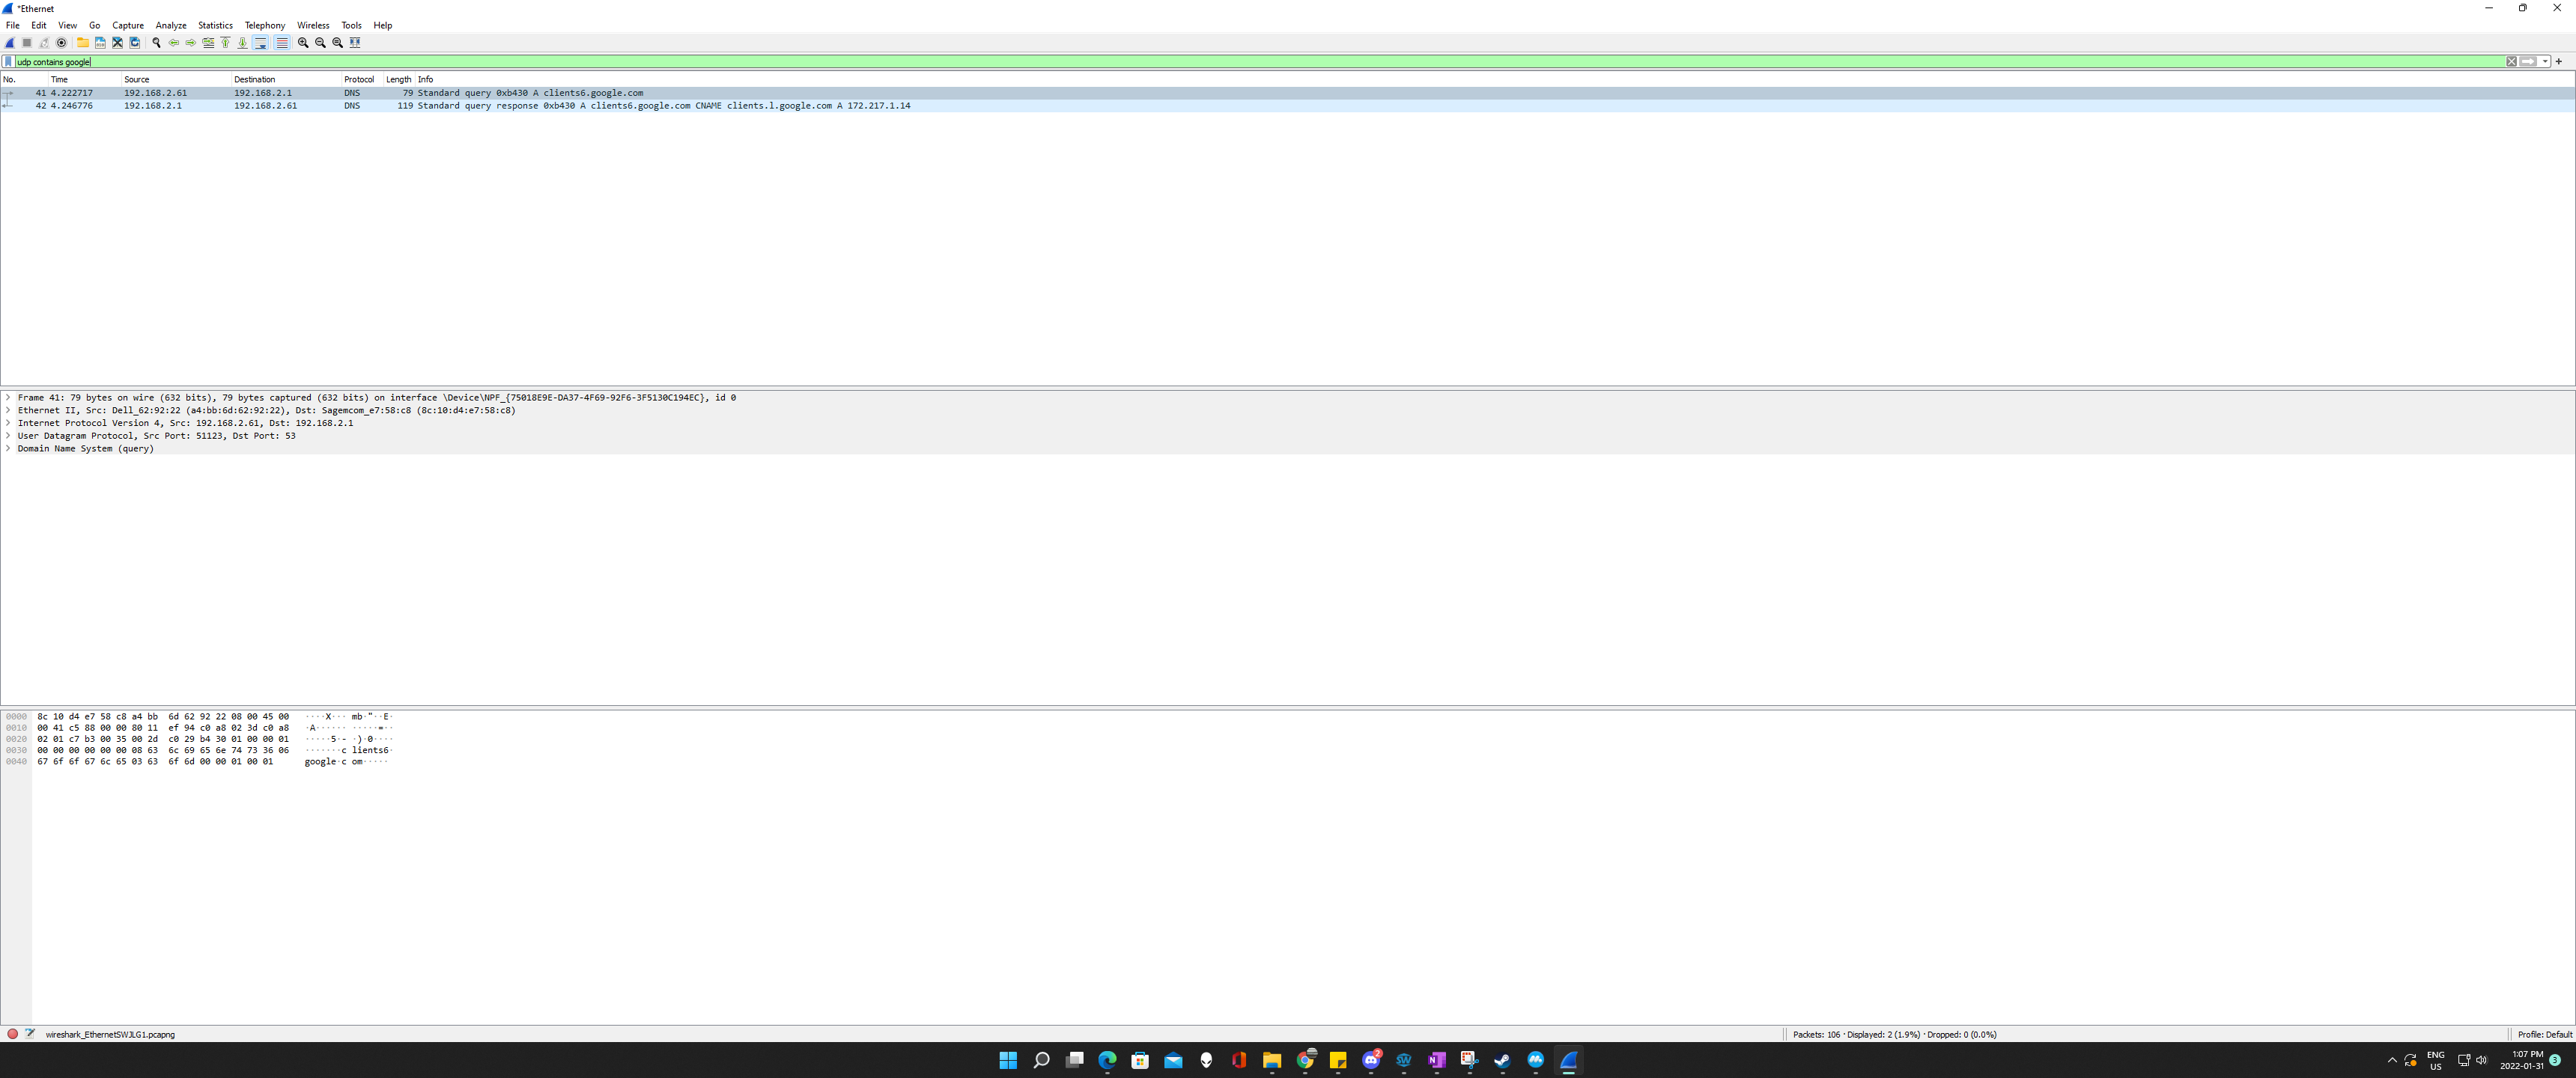 *Ethernet
File Edit View Go Capture Analyze Statistics Telephony Wireless Tools Help
udp contains google
No. Time Source Destination Protocol Length Info
41 4.222717 192.168.2.61 192.168.2.1 DNS 79 Standard query 0xb430 A clients6.google.com
42 4.246776 192.168.2.1 192.168.2.61 DNS 119 Standard query response 0xb430 A clients6.google.com CNAME clients.l.google.com A 172.217.1.14
Frame 41: 79 bytes on wire (632 bits), 79 bytes captured (632 bits) on interface \Device\NPF_{75018E9E-DA37-4F69-92F6-3F5130C194EC}, id 0
Ethernet II, Src: Dell_62:92:22 (a4:bb:6d:62:92:22), Dst: Sagemcom_e7:58:c8 (8c:10:d4:e7:58:c8)
Internet Protocol Version 4, Src: 192.168.2.61, Dst: 192.168.2.1
User Datagram Protocol, Src Port: 51123, Dst Port: 53
Domain Name System (query)
0000 8c 10 d4 e7 58 c8 a4 bb 6d 62 92 22 08 00 45 00 ····X··· mb·"··E·
0010 00 41 c5 88 00 00 80 11 ef 94 c0 a8 02 3d c0 a8 ·A······ ·····=··
0020 02 01 c7 b3 00 35 00 2d c0 29 b4 30 01 00 00 01 ·····5·- ·)·0····
0030 00 00 00 00 00 00 08 63 6c 69 65 6e 74 73 36 06 ·······c lients6·
0040 67 6f 6f 67 6c 65 03 63 6f 6d 00 00 01 00 01 google·c om·····
wireshark_EthernetSWJLG1.pcapng Packets: 106 · Displayed: 2 (1.9%) · Dropped: 0 (0.0%) Profile: Default
2
ENG
US
1:07 PM
2022-01-31
3